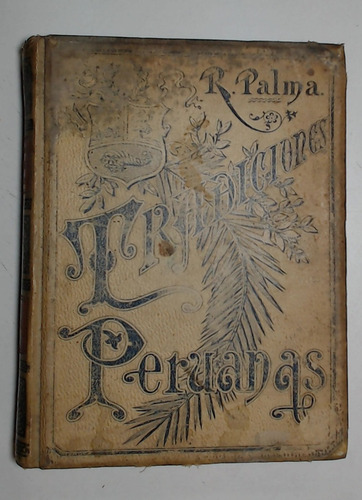 R. Palma.
TRADICIONES
PERUANAS